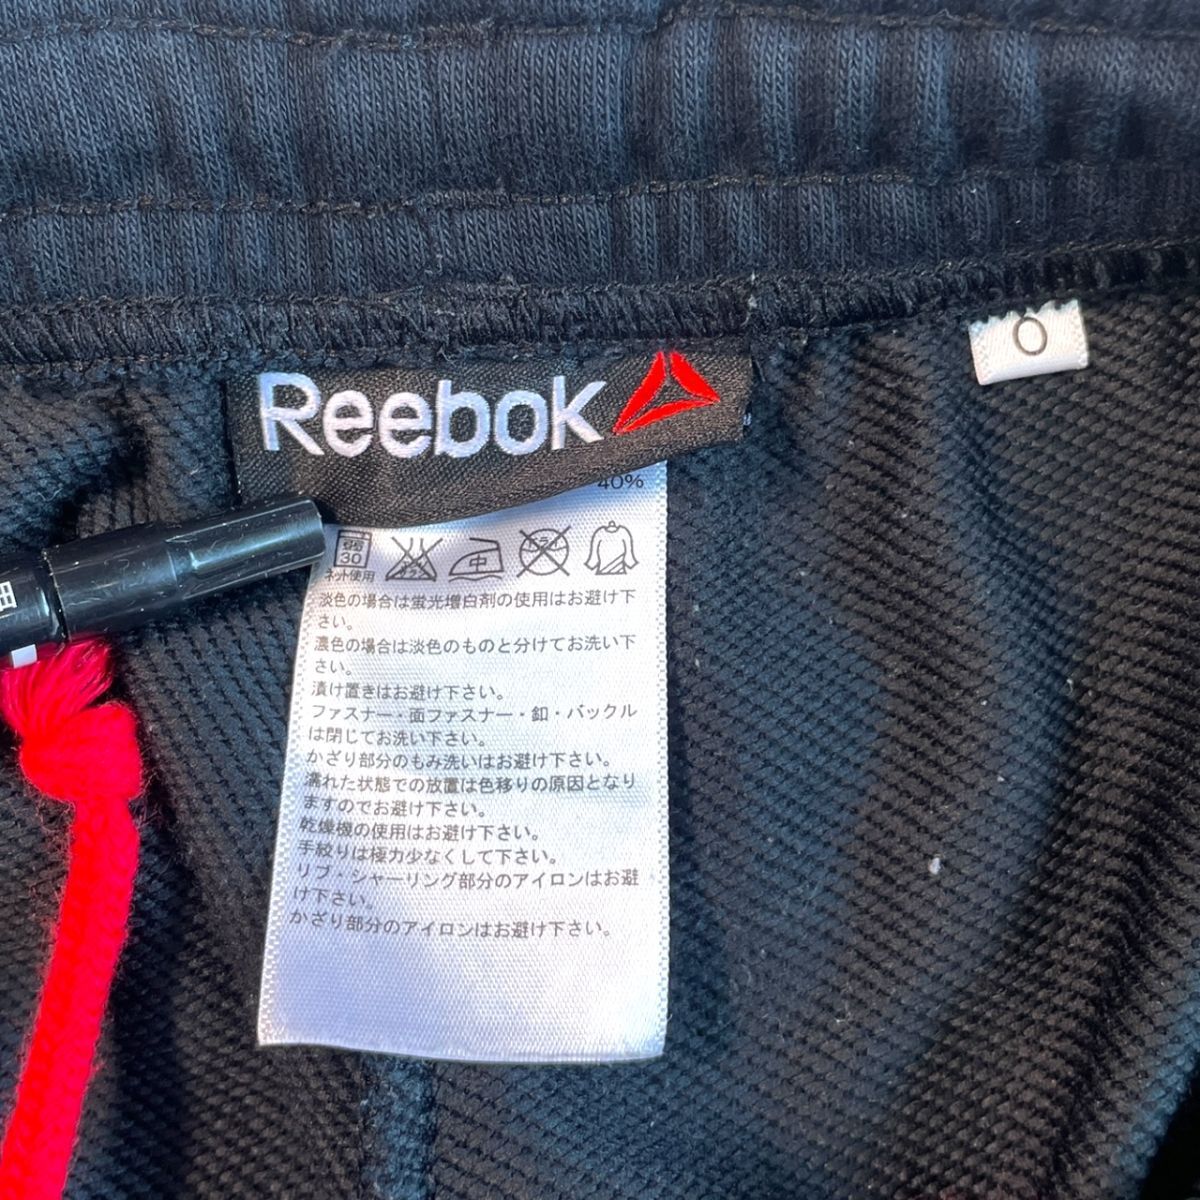 Reebok
O
40%
30
中
ネット使用
淡色の場合は蛍光増白剤の使用はお避け下
さい。
濃色の場合は淡色のものと分けてお洗い下
さい。
漬け置きはお避け下さい。
ファスナー・面ファスナー・釦・バックル
は閉じてお洗い下さい。
かざり部分のもみ洗いはお避け下さい。
濡れた状態での放置は色移りの原因となり
ますのでお避け下さい。
乾燥機の使用はお避け下さい。
手絞りは極力少なくして下さい。
リブ・シャーリング部分のアイロンはお避
け下さい。
かざり部分のアイロンはお避け下さい。